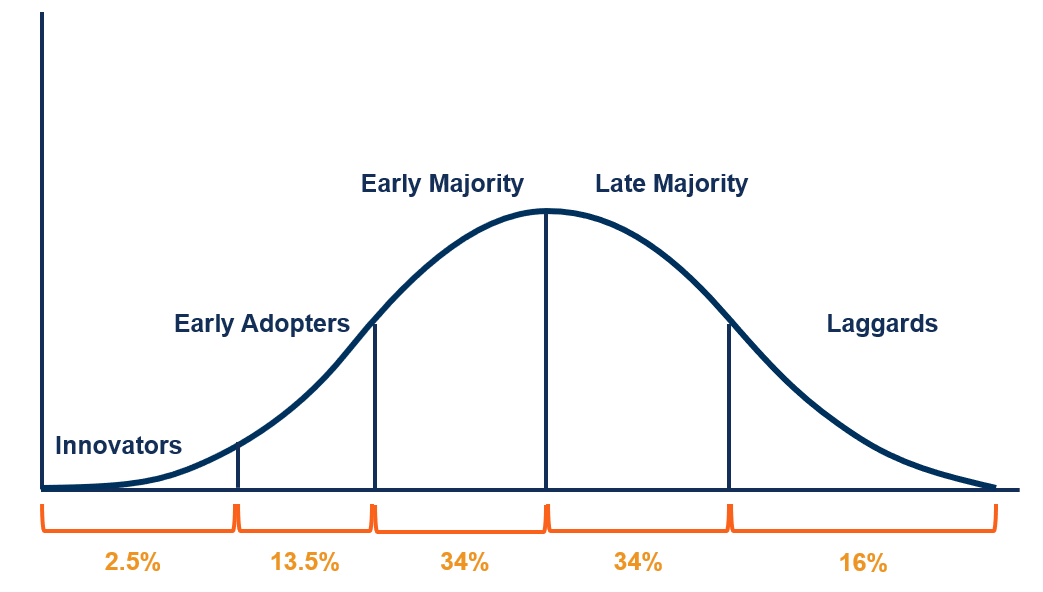 Early Majority
Late Majority
Early Adopters
Laggards
Innovators
2.5%
13.5%
34%
34%
16%